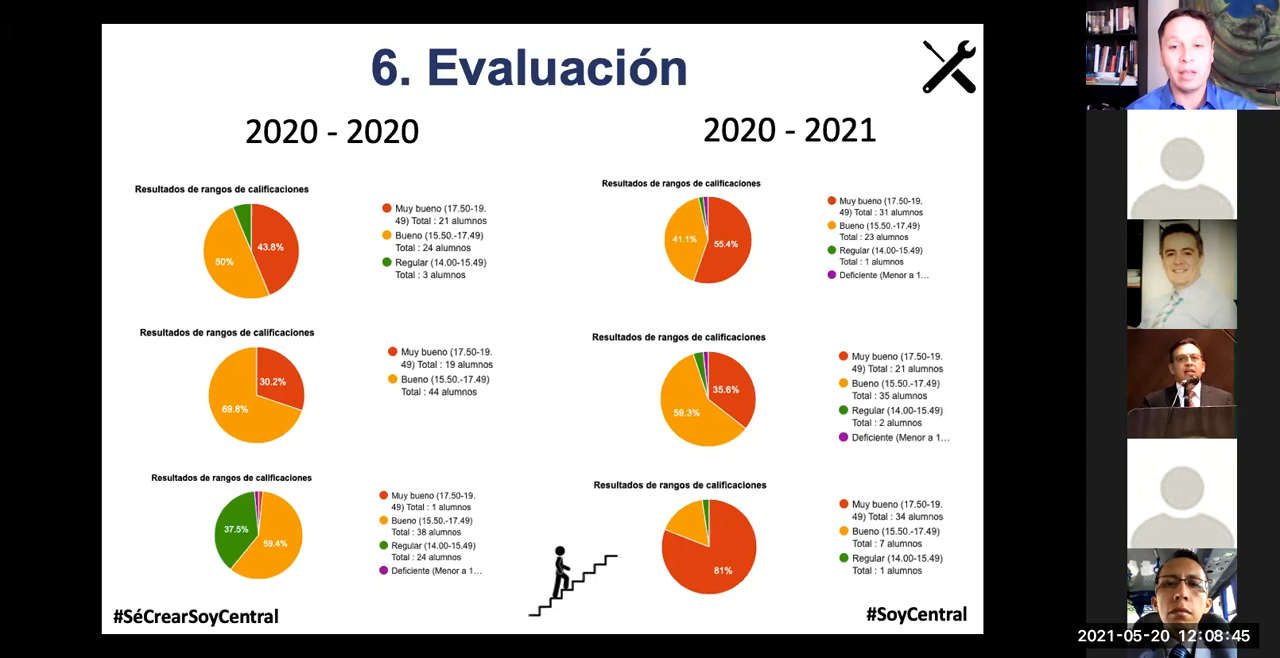 6. Evaluación
2020 - 2020
Resultados de rangos de calificaciones
43.8%
50%
Muy bueno (17.50-19.
49) Total : 21 alumnos
Bueno (15.50.-17.49)
Total : 24 alumnos
Regular (14.00-15.49)
Total : 3 alumnos
Resultados de rangos de calificaciones
30.2%
69.8%
Muy bueno (17.50-19.
49) Total : 19 alumnos
Bueno (15.50.-17.49)
Total : 44 alumnos
Resultados de rangos de calificaciones
37.5%
59.4%
Muy bueno (17.50-19.
49) Total : 1 alumnos
Bueno (15.50.-17.49)
Total : 38 alumnos
Regular (14.00-15.49)
Total : 24 alumnos
Deficiente (Menor a 1…
#SéCrearSoyCentral
2020 - 2021
Resultados de rangos de calificaciones
41.1%
55.4%
Muy bueno (17.50-19.
49) Total : 31 alumnos
Bueno (15.50.-17.49)
Total : 23 alumnos
Regular (14.00-15.49)
Total : 1 alumnos
Deficiente (Menor a 1…
Resultados de rangos de calificaciones
35.6%
59.3%
Muy bueno (17.50-19.
49) Total : 21 alumnos
Bueno (15.50.-17.49)
Total : 35 alumnos
Regular (14.00-15.49)
Total : 2 alumnos
Deficiente (Menor a 1…
Resultados de rangos de calificaciones
81%
Muy bueno (17.50-19.
49) Total : 34 alumnos
Bueno (15.50.-17.49)
Total : 7 alumnos
Regular (14.00-15.49)
Total : 1 alumnos
#SoyCentral
2021-05-20 12:08:45